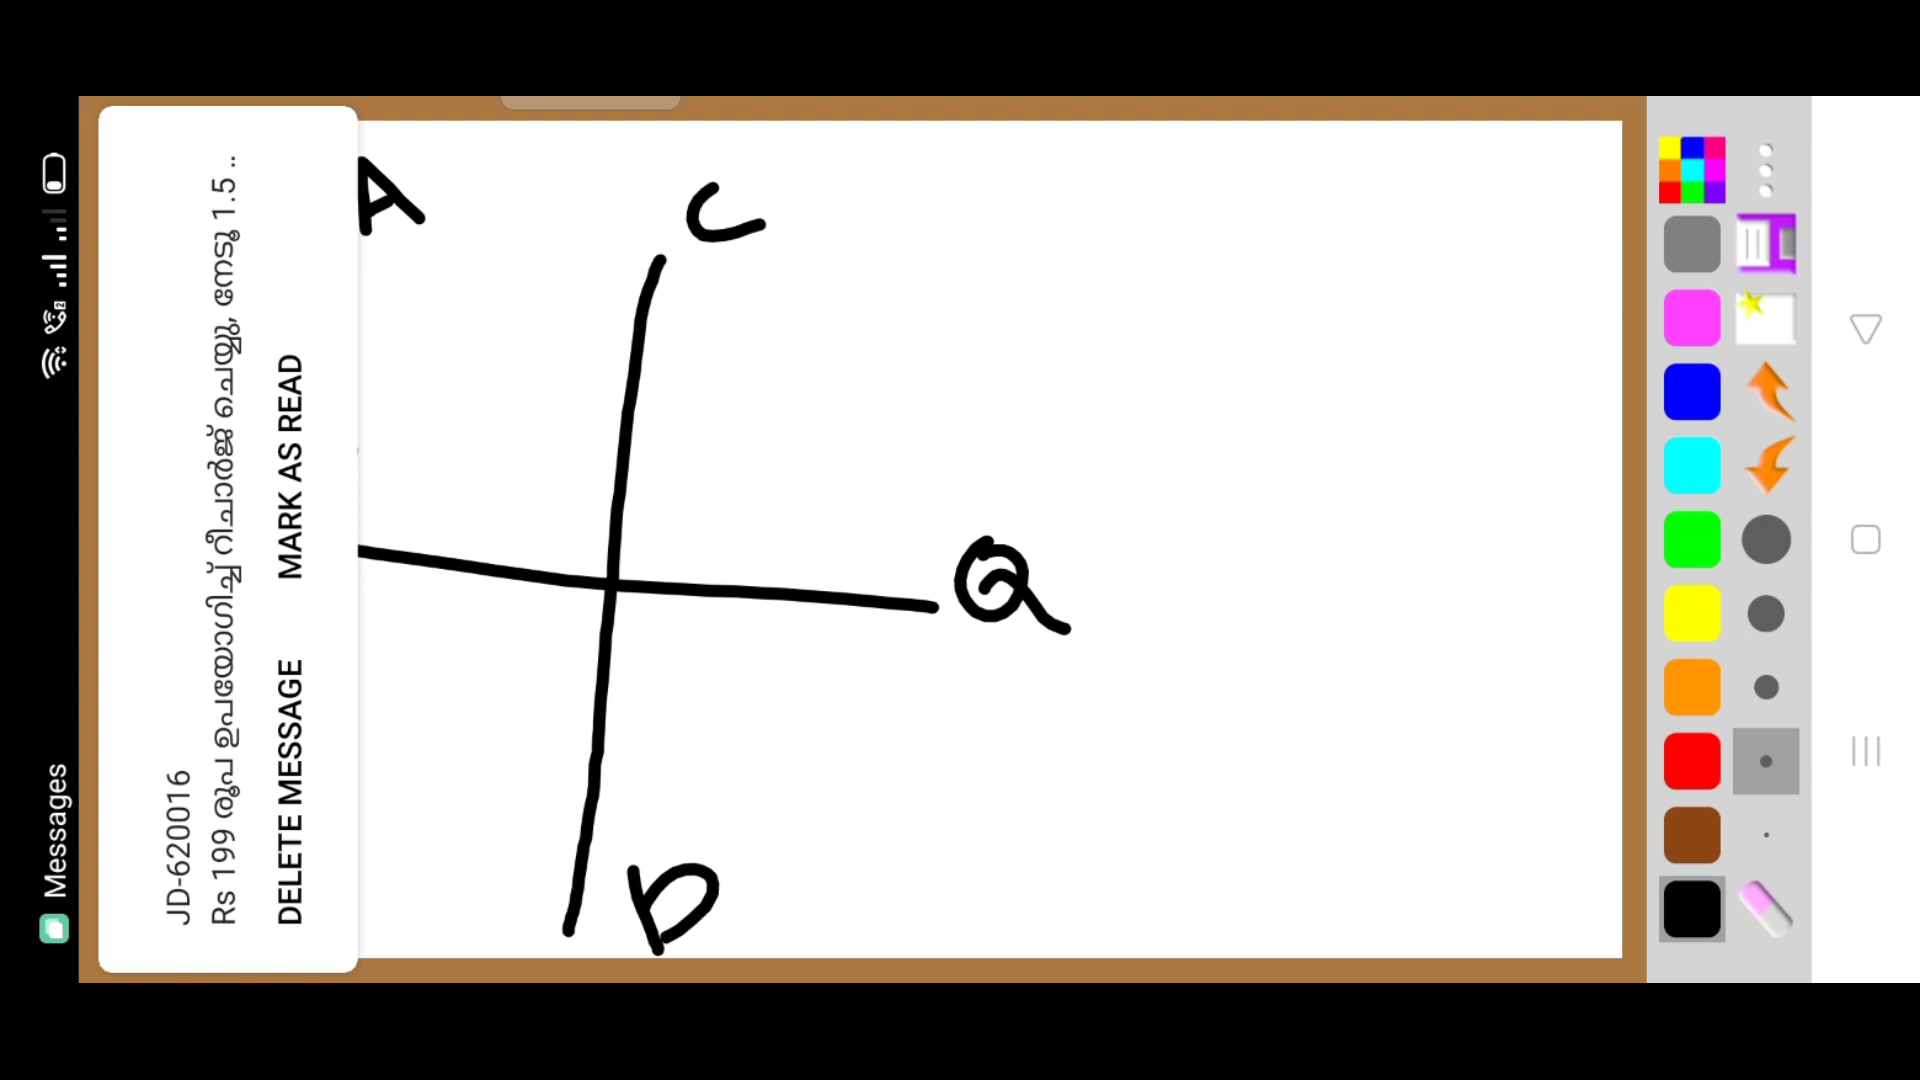 Messages
JD-620016
Rs 199 രൂപ ഉപയോഗിച്ച് റീചാർജ്ജ് ചെയ്യൂ, നേടൂ 1.5 ..
DELETE MESSAGE MARK AS READ
A
C
Q
D